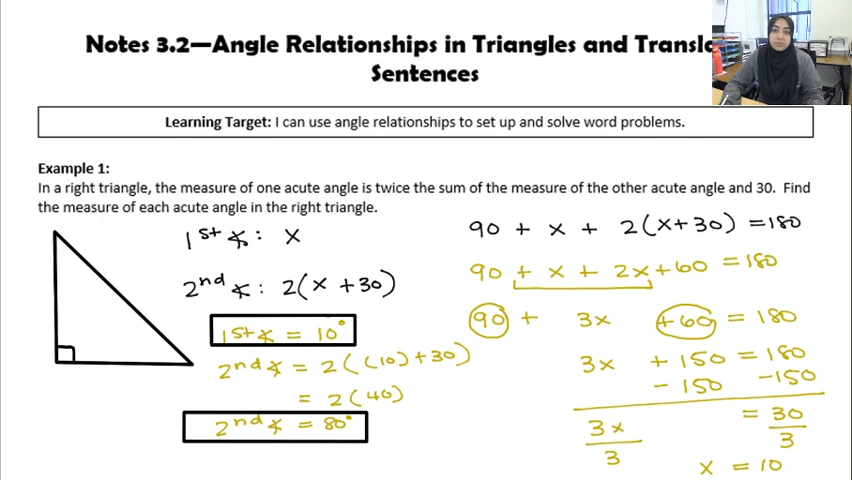 Notes 3.2—Angle Relationships in Triangles and
Sentences
Learning Target: I can use angle relationships to set up and solve word problems.
Example 1:
In a right triangle, the measure of one acute angle is twice the sum of the measure of the other acute angle and 30. Find
the measure of each acute angle in the right triangle.
1st ∡: x
2nd ∡: 2(x+30)
1st ∡ = 10°
2nd ∡ = 2((10)+30)
= 2(40)
2nd ∡ = 80°
90 + x + 2(x+30) = 180
90 + x + 2x + 60 = 180
90 + 3x + 60 = 180
3x + 150 = 180
- 150 -150
3x/3 = 30/3
x = 10